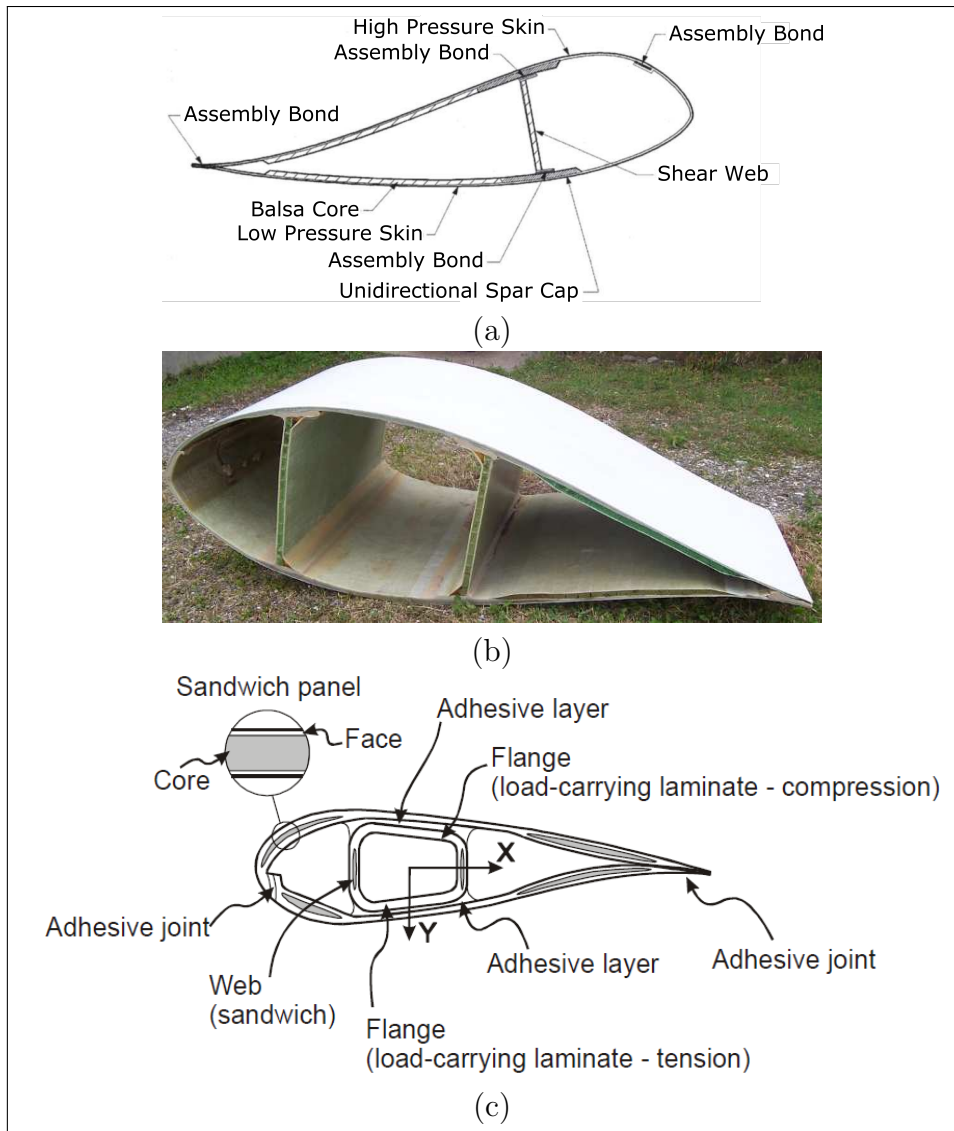 High Pressure Skin
Assembly Bond
Assembly Bond
Assembly Bond
Shear Web
Balsa Core
Low Pressure Skin
Assembly Bond
Unidirectional Spar Cap
(a)
(b)
Sandwich panel
Face
Core
Adhesive layer
Flange
(load-carrying laminate - compression)
X
Y
Adhesive joint
Web
(sandwich)
Flange
(load-carrying laminate - tension)
Adhesive layer
Adhesive joint
(c)